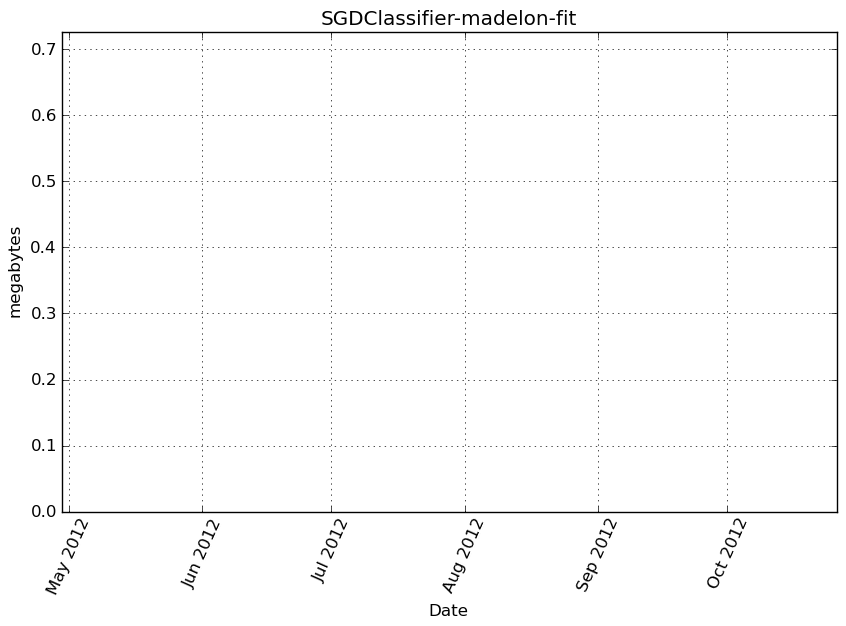 SGDClassifier-madelon-fit
0.7
0.6
0.5
0.4
0.3
0.2
0.1
0.0
megabytes
May 2012
Jun 2012
Jul 2012
Aug 2012
Sep 2012
Oct 2012
Date